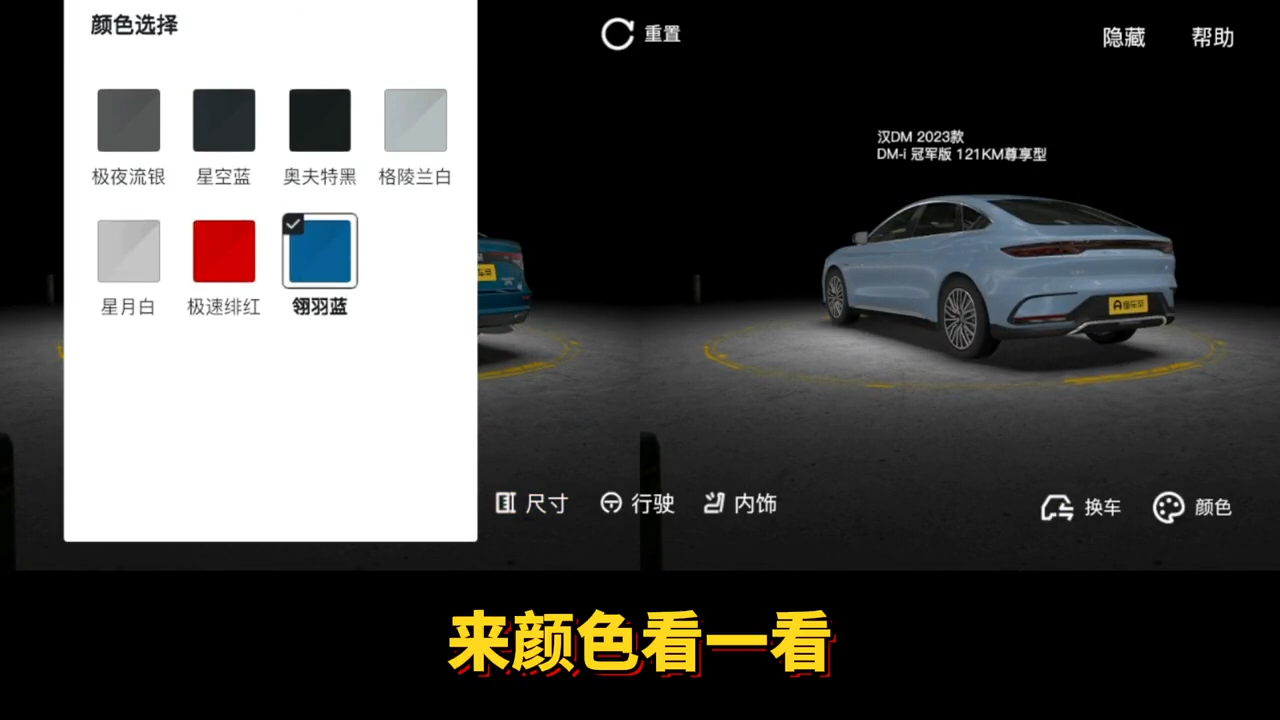 颜色选择
重置
隐藏
帮助
极夜流银
星空蓝
奥夫特黑
格陵兰白
星月白
极速绯红
翎羽蓝
汉DM 2023款
DM-i 冠军版 121KM尊享型
尺寸
行驶
内饰
换车
颜色
来颜色看一看